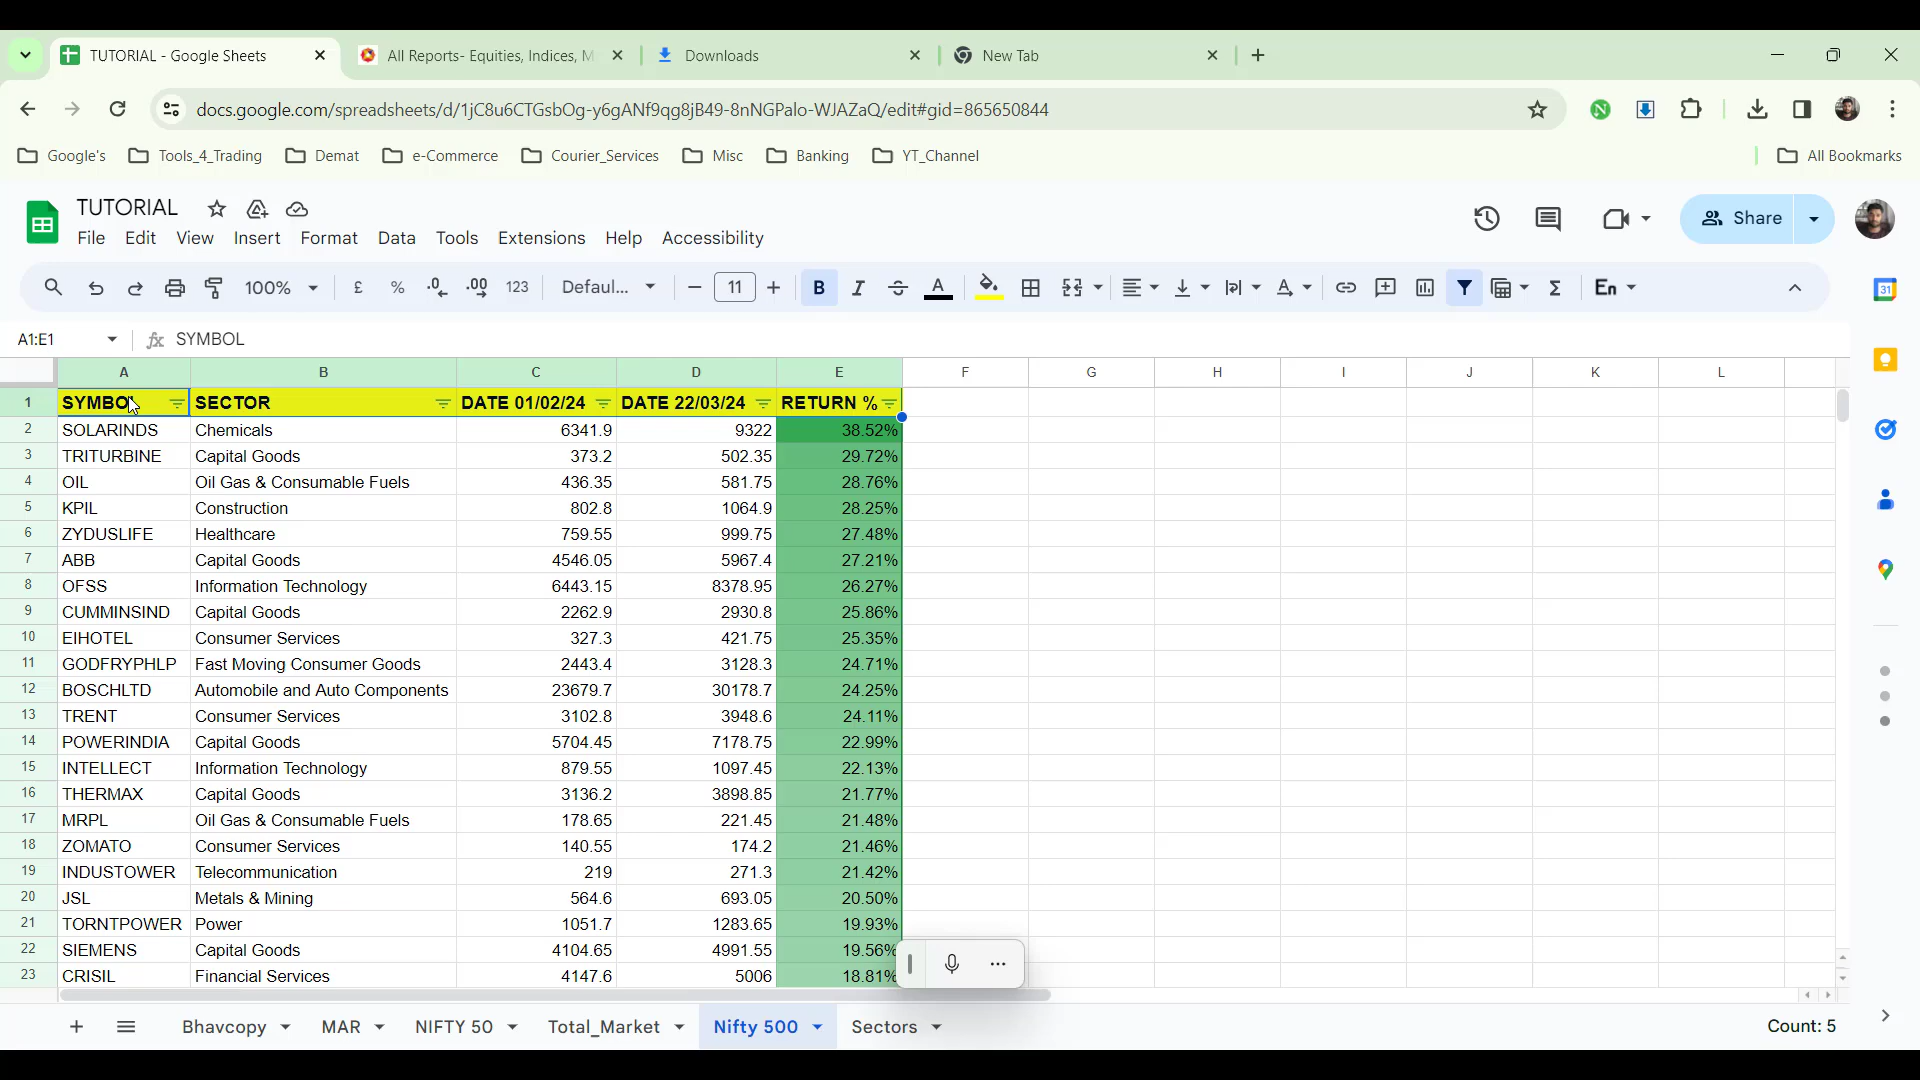 TUTORIAL - Google Sheets
All Reports- Equities, Indices, M
Downloads
New Tab
docs.google.com/spreadsheets/d/1jC8u6CTGsbOg-y6gANf9qg8jB49-8nNGPalo-WJAZaQ/edit#gid=865650844
Google's Tools_4_Trading Demat e-Commerce Courier_Services Misc Banking YT_Channel All Bookmarks
TUTORIAL
File Edit View Insert Format Data Tools Extensions Help Accessibility
Share
100% £ % .0 .00 123 Defaul... 11 B I A En
A1:E1 fx SYMBOL
A B C D E F G H I J K L
1 SYMBOL SECTOR DATE 01/02/24 DATE 22/03/24 RETURN %
2 SOLARINDS Chemicals 6341.9 9322 38.52%
3 TRITURBINE Capital Goods 373.2 502.35 29.72%
4 OIL Oil Gas & Consumable Fuels 436.35 581.75 28.76%
5 KPIL Construction 802.8 1064.9 28.25%
6 ZYDUSLIFE Healthcare 759.55 999.75 27.48%
7 ABB Capital Goods 4546.05 5967.4 27.21%
8 OFSS Information Technology 6443.15 8378.95 26.27%
9 CUMMINSIND Capital Goods 2262.9 2930.8 25.86%
10 EIHOTEL Consumer Services 327.3 421.75 25.35%
11 GODFRYPHLP Fast Moving Consumer Goods 2443.4 3128.3 24.71%
12 BOSCHLTD Automobile and Auto Components 23679.7 30178.7 24.25%
13 TRENT Consumer Services 3102.8 3948.6 24.11%
14 POWERINDIA Capital Goods 5704.45 7178.75 22.99%
15 INTELLECT Information Technology 879.55 1097.45 22.13%
16 THERMAX Capital Goods 3136.2 3898.85 21.77%
17 MRPL Oil Gas & Consumable Fuels 178.65 221.45 21.48%
18 ZOMATO Consumer Services 140.55 174.2 21.46%
19 INDUSTOWER Telecommunication 219 271.3 21.42%
20 JSL Metals & Mining 564.6 693.05 20.50%
21 TORNTPOWER Power 1051.7 1283.65 19.93%
22 SIEMENS Capital Goods 4104.65 4991.55 19.56%
23 CRISIL Financial Services 4147.6 5006 18.81%
Bhavcopy MAR NIFTY 50 Total_Market Nifty 500 Sectors Count: 5